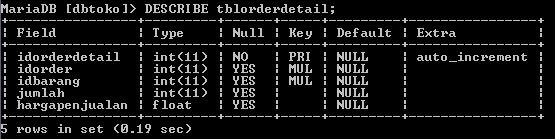 MariaDB [dbtoko]> DESCRIBE tblorderdetail;
+---------------+---------+------+-----+---------+----------------+
| Field         | Type    | Null | Key | Default | Extra          |
+---------------+---------+------+-----+---------+----------------+
| idorderdetail | int(11) | NO   | PRI | NULL    | auto_increment |
| idorder       | int(11) | YES  | MUL | NULL    |                |
| idbarang      | int(11) | YES  | MUL | NULL    |                |
| jumlah        | int(11) | YES  |     | NULL    |                |
| hargapenjualan | float   | YES  |     | NULL    |                |
+---------------+---------+------+-----+---------+----------------+
5 rows in set (0.19 sec)